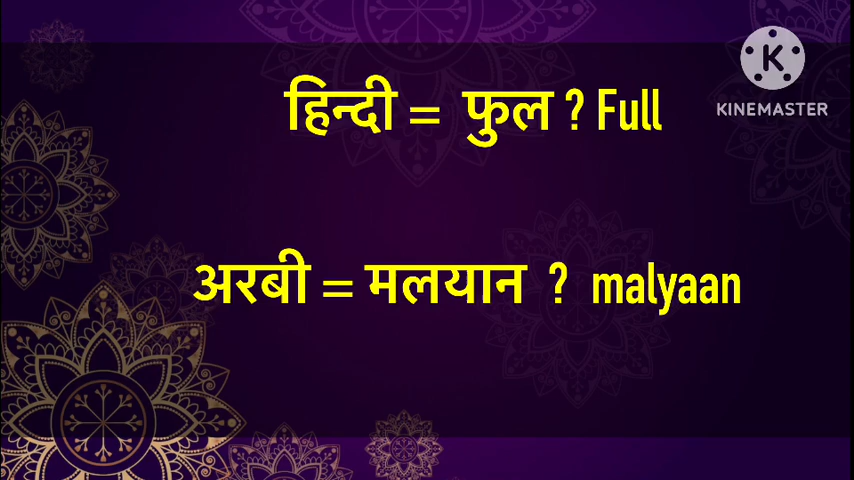 हिन्दी = फुल ? Full
KINEMASTER
अरबी = मलयान ? malyaan